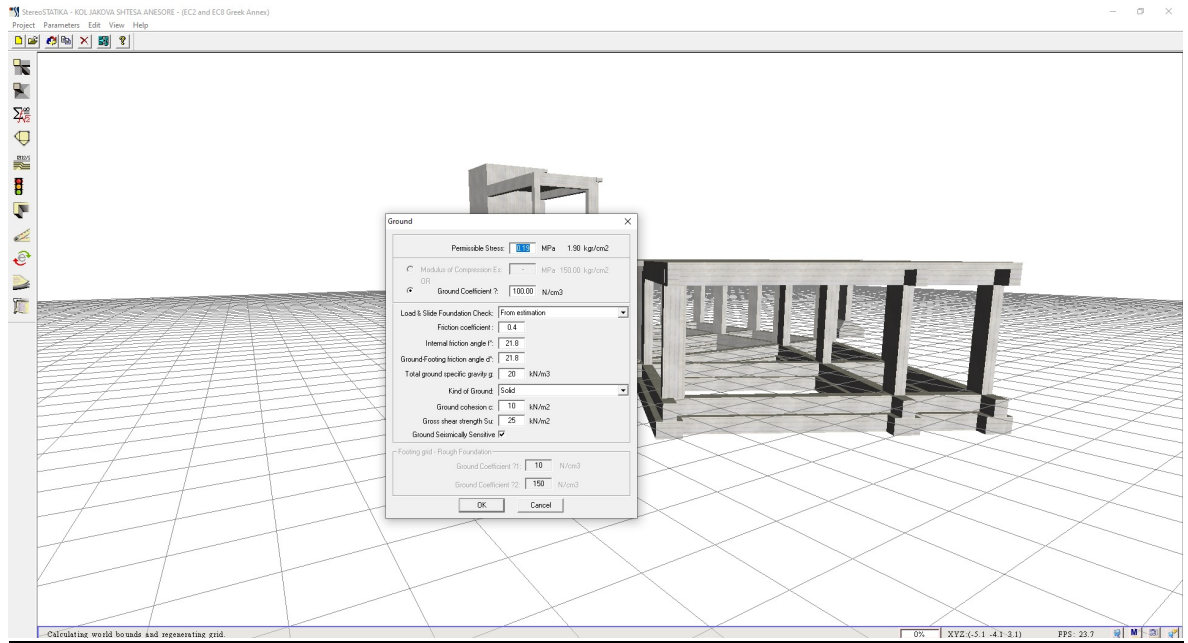 StereoSTATIKA - KOL JAKOVA SHTESA ANESORE - (EC2 and EC8 Greek Annex)
Project Parameters Edit View Help
Ground
Permissible Stress: 0.19 MPa 1.90 kgr/cm2
Modulus of Compression Es: - MPa 150.00 kgr/cm2
OR
Ground Coefficient ?: 100.00 N/cm3
Load & Slide Foundation Check: From estimation
Friction coefficient : 0.4
Internal friction angle f°: 21.8
Ground-Footing friction angle d°: 21.8
Total ground specific gravity g: 20 kN/m3
Kind of Ground: Solid
Ground cohesion c: 10 kN/m2
Gross shear strength Su: 25 kN/m2
Ground Seismically Sensitive
Footing grid - Rough Foundation
Ground Coefficient ?1: 10 N/cm3
Ground Coefficient ?2: 150 N/cm3
OK Cancel
Calculating world bounds and regenerating grid. 0% XYZ:(-5.1 -4.1 3.1) FPS: 23.7 M